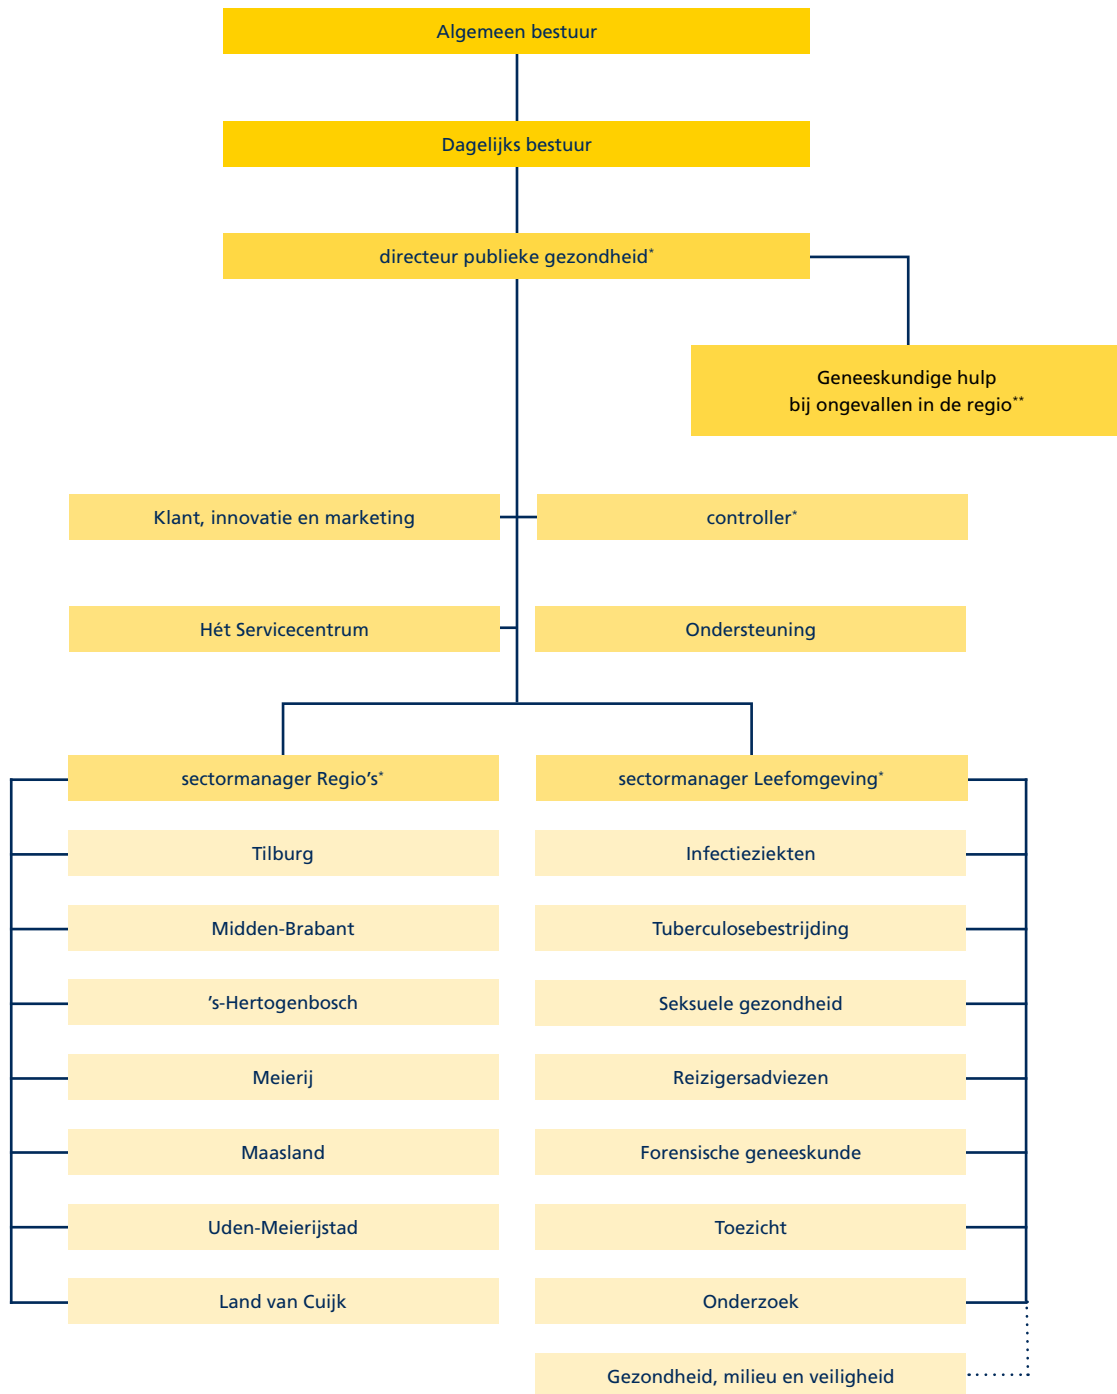 Algemeen bestuur
Dagelijks bestuur
directeur publieke gezondheid*
Geneeskundige hulp
bij ongevallen in de regio**
Klant, innovatie en marketing
controller*
Hét Servicecentrum
Ondersteuning
sectormanager Regio’s*
sectormanager Leefomgeving*
Tilburg
Infectieziekten
Midden-Brabant
Tuberculosebestrijding
’s-Hertogenbosch
Seksuele gezondheid
Meierij
Reizigersadviezen
Maasland
Forensische geneeskunde
Uden-Meierijstad
Toezicht
Land van Cuijk
Onderzoek
Gezondheid, milieu en veiligheid